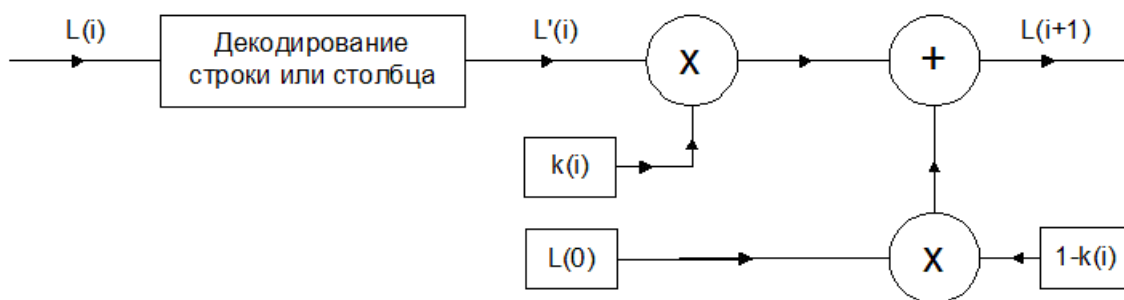 L(i)
Декодирование
строки или столбца
L'(i)
X
+
L(i+1)
k(i)
L(0)
X
1-k(i)